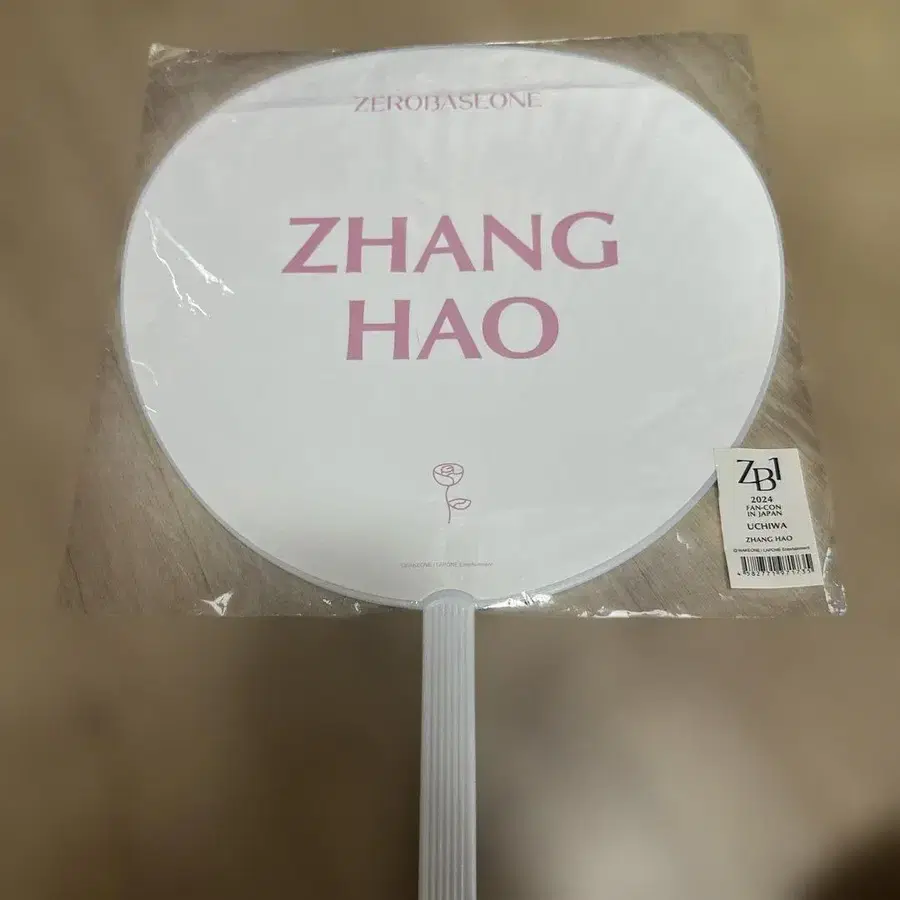 ZEROBASEONE
ZHANG
HAO
ZB1
2024
FAN-CON
IN JAPAN
UCHIWA
ZHANG HAO